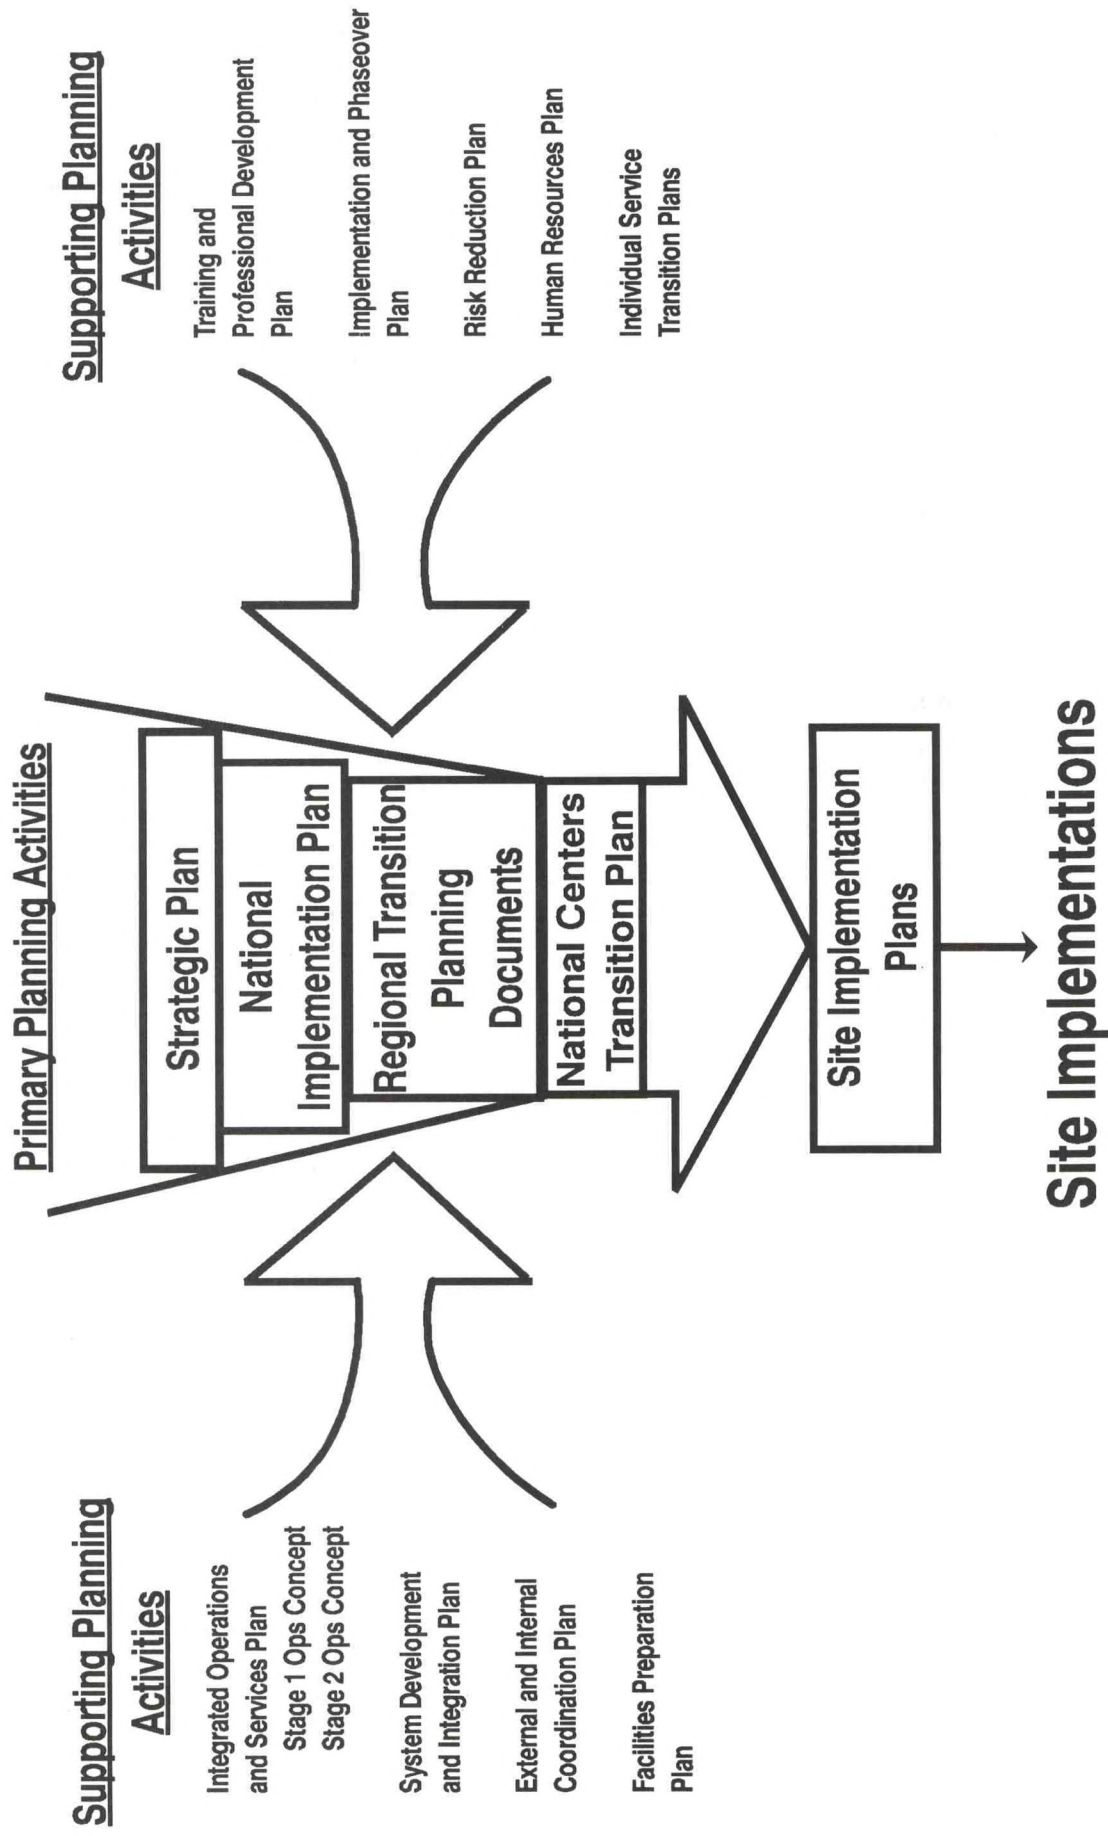 Supporting Planning
Activities
Integrated Operations
and Services Plan
Stage 1 Ops Concept
Stage 2 Ops Concept
System Development
and Integration Plan
External and Internal
Coordination Plan
Facilities Preparation
Plan
Primary Planning Activities
Strategic Plan
National
Implementation Plan
Regional Transition
Planning
Documents
National Centers
Transition Plan
Site Implementation
Plans
Site Implementations
Supporting Planning
Activities
Training and
Professional Development
Plan
Implementation and Phaseover
Plan
Risk Reduction Plan
Human Resources Plan
Individual Service
Transition Plans